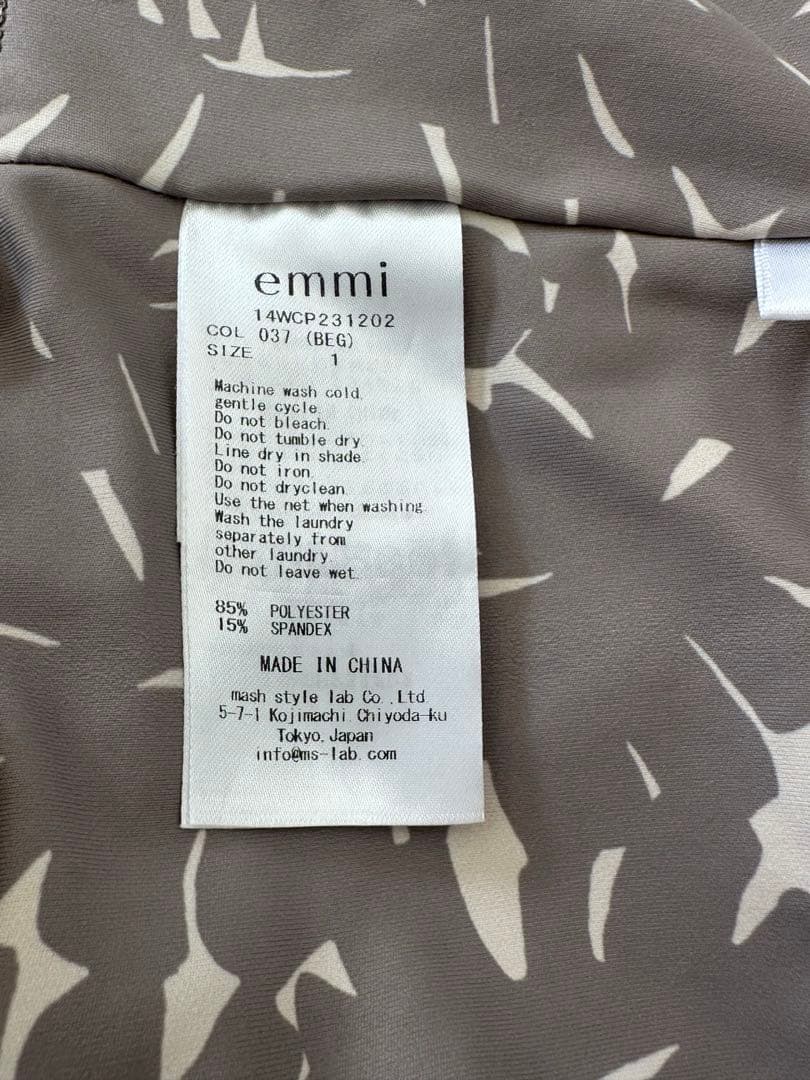 emmi
14WCP231202
COL 037 (BEG)
SIZE 1
Machine wash cold,
gentle cycle.
Do not bleach.
Do not tumble dry.
Line dry in shade.
Do not iron.
Do not dryclean.
Use the net when washing.
Wash the laundry
separately from
other laundry.
Do not leave wet.
85% POLYESTER
15% SPANDEX
MADE IN CHINA
mash style lab Co.,Ltd.
5-7-1 Kojimachi Chiyoda-ku
Tokyo, Japan
info@ms-lab.com